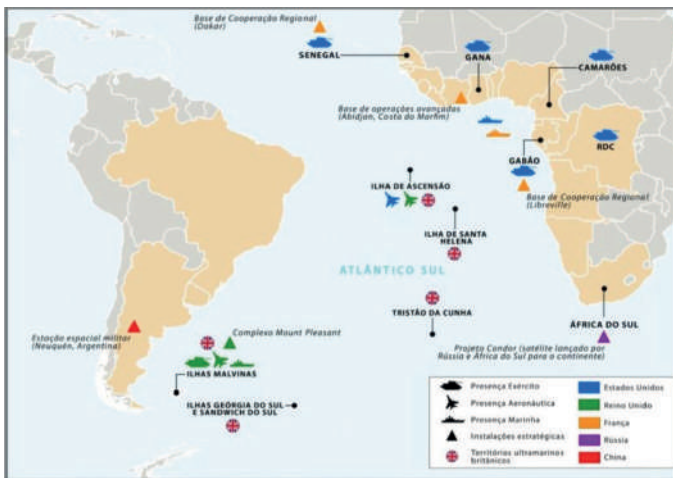 Base de Cooperação Regional
(Dakar)
SENEGAL
GANA
CAMARÕES
Base de operações avançadas
(Abidjan, Costa do Marfim)
RDC
GABÃO
Base de Cooperação Regional
(Libreville)
ILHA DE ASCENSÃO
ILHA DE SANTA
HELENA
ATLÂNTICO SUL
TRISTÃO DA CUNHA
ÁFRICA DO SUL
Projeto Condor (satélite lançado por
Rússia e África do Sul para o continente)
Estação espacial militar
(Neuquén, Argentina)
Complexo Mount Pleasant
ILHAS MALVINAS
ILHAS GEÓRGIA DO SUL
E SANDWICH DO SUL
Presença Exército
Presença Aeronáutica
Presença Marinha
Instalações estratégicas
Territórios ultramarinos
britânicos
Estados Unidos
Reino Unido
França
Rússia
China